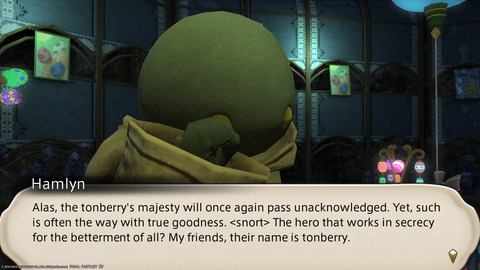 Hamlyn
Alas, the tonberry's majesty will once again pass unacknowledged. Yet, such
is often the way with true goodness. <snort> The hero that works in secrecy
for the betterment of all? My friends, their name is tonberry.